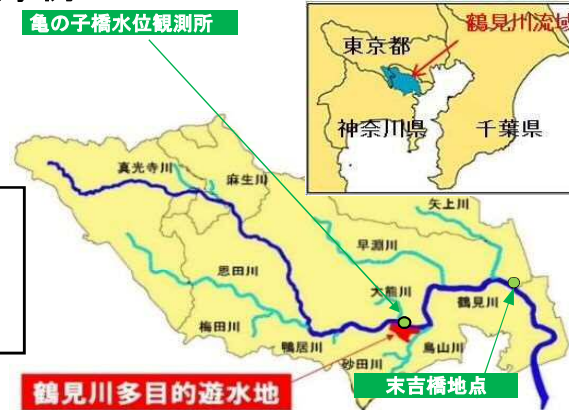 亀の子橋水位観測所
鶴見川流域
東京都
神奈川県
千葉県
真光寺川
麻生川
矢上川
早淵川
恩田川
大熊川
鶴見川
梅田川
鴨居川
鳥山川
砂田川
鶴見川多目的遊水地
末吉橋地点